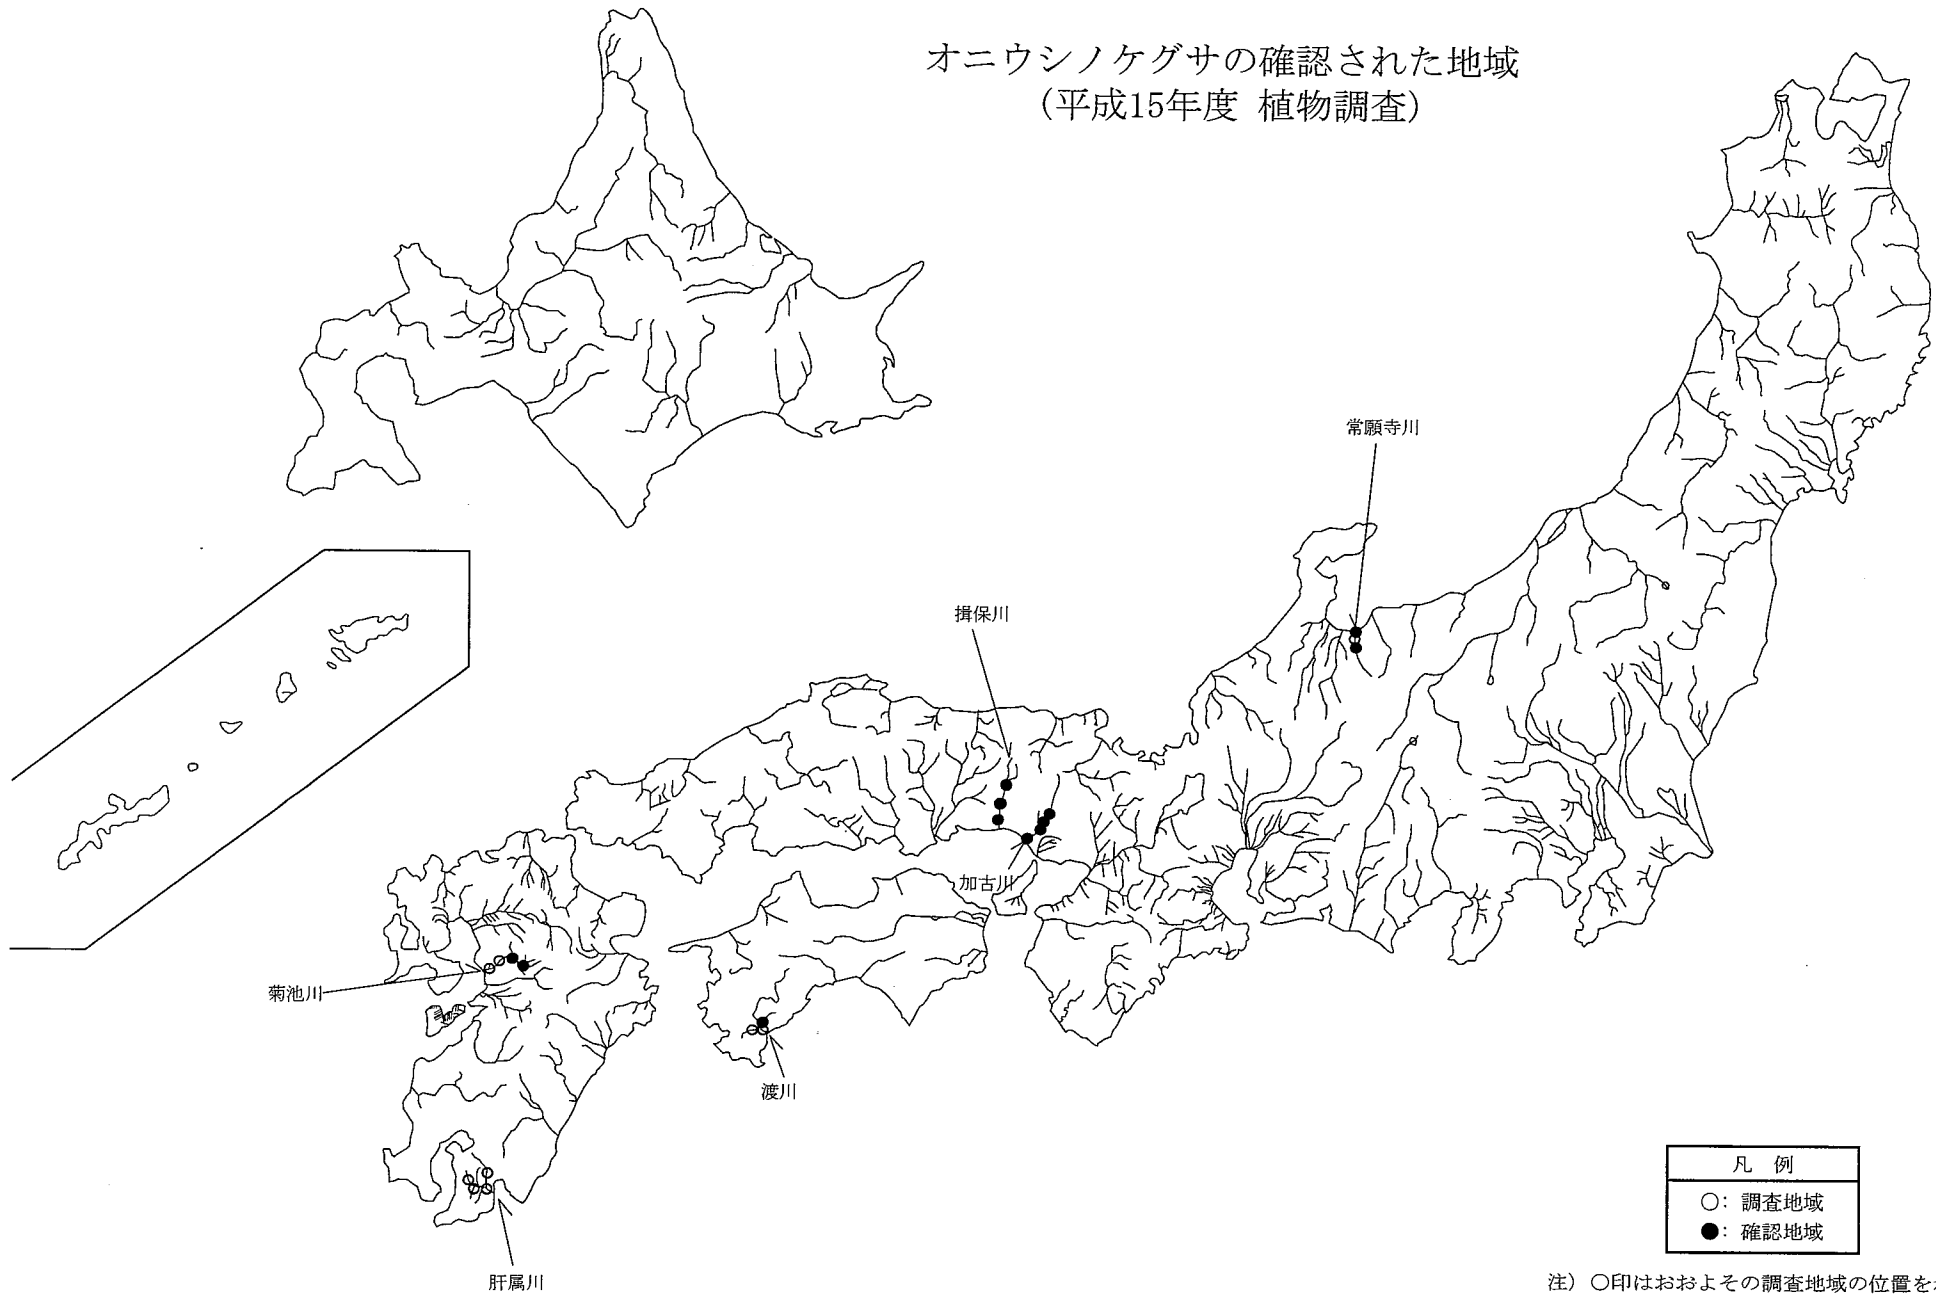 オニウシノケグサの確認された地域
(平成15年度 植物調査)
常願寺川
揖保川
加古川
菊池川
渡川
肝属川
凡 例
○: 調査地域
●: 確認地域
注) ○印はおおよその調査地域の位置を